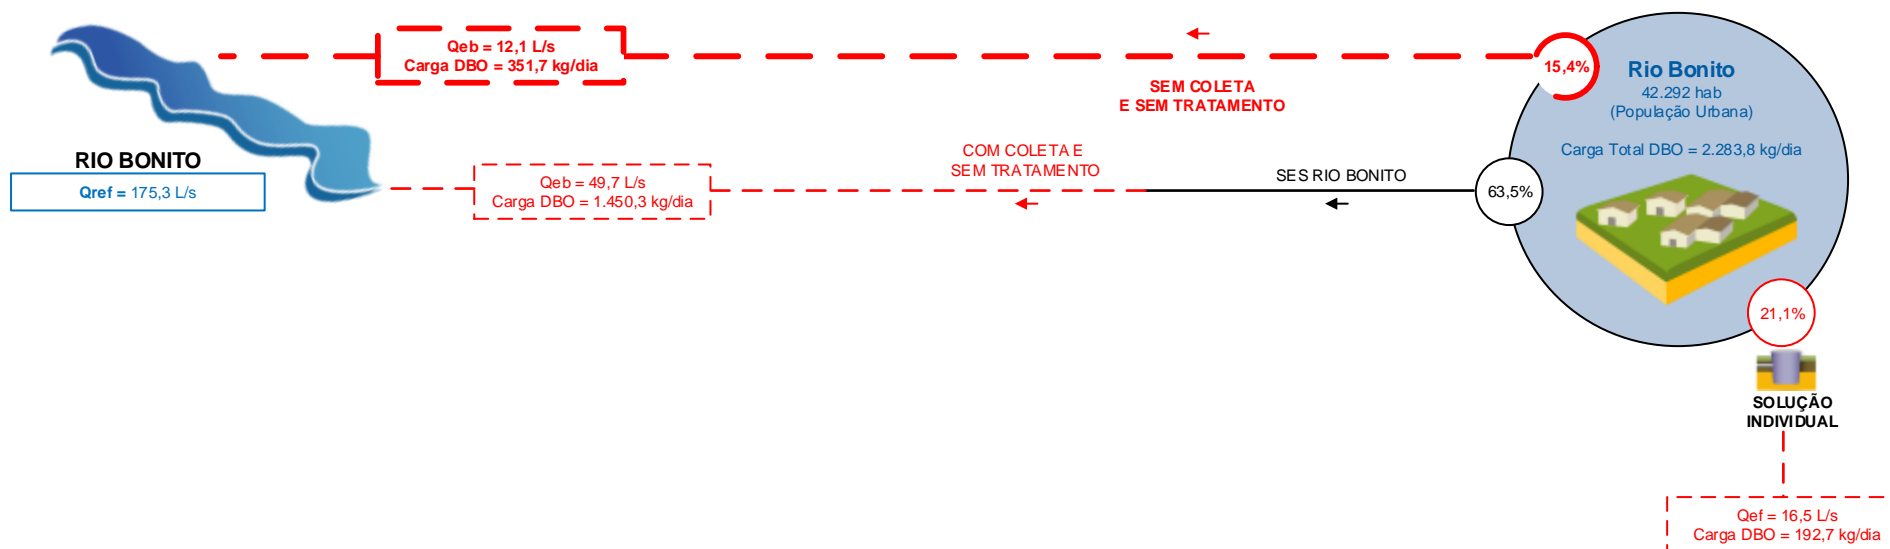 Qeb = 12,1 L/s
Carga DBO = 351,7 kg/dia
SEM COLETA
E SEM TRATAMENTO
15,4%
Rio Bonito
42.292 hab
(População Urbana)
Carga Total DBO = 2.283,8 kg/dia
RIO BONITO
Qref = 175,3 L/s
Qeb = 49,7 L/s
Carga DBO = 1.450,3 kg/dia
COM COLETA E
SEM TRATAMENTO
SES RIO BONITO
63,5%
21,1%
SOLUÇÃO
INDIVIDUAL
Qef = 16,5 L/s
Carga DBO = 192,7 kg/dia